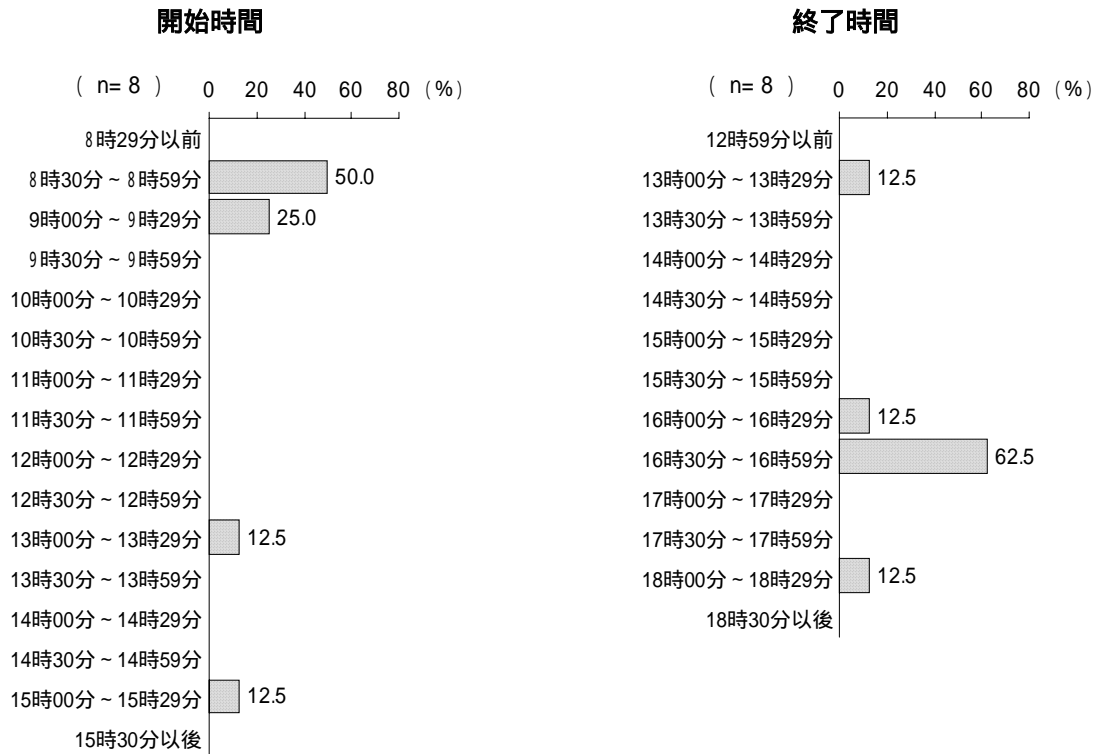 開始時間
( n= 8 ) 0 20 40 60 80 (%)
8時29分以前
8時30分 ~ 8時59分 50.0
9時00分 ~ 9時29分 25.0
9時30分 ~ 9時59分
10時00分 ~ 10時29分
10時30分 ~ 10時59分
11時00分 ~ 11時29分
11時30分 ~ 11時59分
12時00分 ~ 12時29分
12時30分 ~ 12時59分
13時00分 ~ 13時29分 12.5
13時30分 ~ 13時59分
14時00分 ~ 14時29分
14時30分 ~ 14時59分
15時00分 ~ 15時29分 12.5
15時30分以後
終了時間
( n= 8 ) 0 20 40 60 80 (%)
12時59分以前
13時00分 ~ 13時29分 12.5
13時30分 ~ 13時59分
14時00分 ~ 14時29分
14時30分 ~ 14時59分
15時00分 ~ 15時29分
15時30分 ~ 15時59分
16時00分 ~ 16時29分 12.5
16時30分 ~ 16時59分 62.5
17時00分 ~ 17時29分
17時30分 ~ 17時59分
18時00分 ~ 18時29分 12.5
18時30分以後